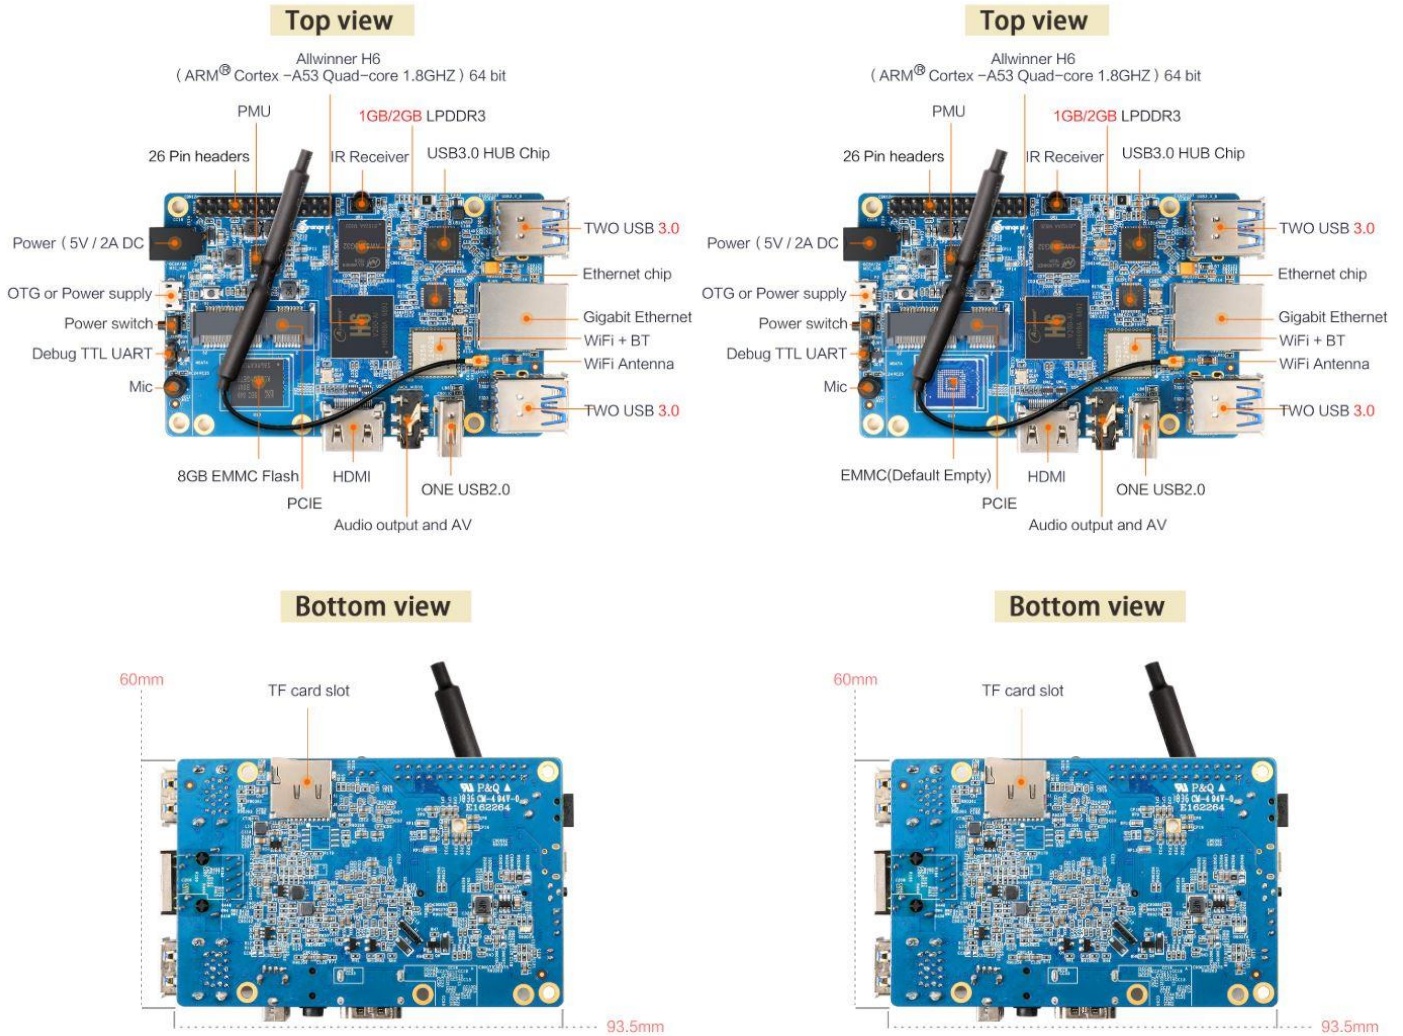 Top view
Allwinner H6
( ARM® Cortex -A53 Quad-core 1.8GHZ ) 64 bit
PMU
1GB/2GB LPDDR3
26 Pin headers
IR Receiver
USB3.0 HUB Chip
Power ( 5V / 2A DC
TWO USB 3.0
OTG or Power supply
Ethernet chip
Power switch
Gigabit Ethernet
Debug TTL UART
WiFi + BT
Mic
WiFi Antenna
TWO USB 3.0
H6
8GB EMMC Flash
HDMI
ONE USB2.0
PCIE
Audio output and AV
Top view
Allwinner H6
( ARM® Cortex -A53 Quad-core 1.8GHZ ) 64 bit
PMU
1GB/2GB LPDDR3
26 Pin headers
IR Receiver
USB3.0 HUB Chip
Power ( 5V / 2A DC
TWO USB 3.0
OTG or Power supply
Ethernet chip
Power switch
Gigabit Ethernet
Debug TTL UART
WiFi + BT
Mic
WiFi Antenna
TWO USB 3.0
H6
EMMC(Default Empty)
HDMI
ONE USB2.0
PCIE
Audio output and AV
Bottom view
60mm
TF card slot
P&Q
E162264
93.5mm
Bottom view
60mm
TF card slot
P&Q
E162264
93.5mm